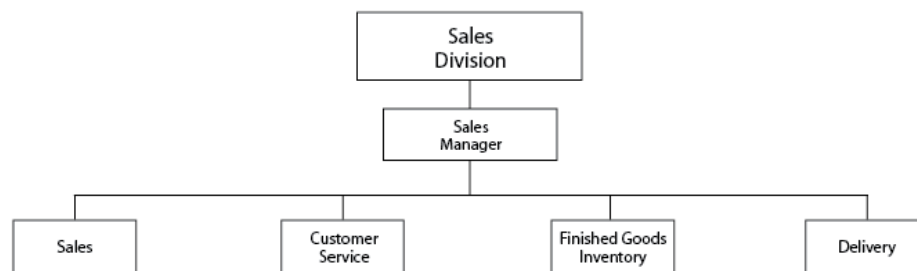 Sales
Division
Sales
Manager
Sales
Customer
Service
Finished Goods
Inventory
Delivery